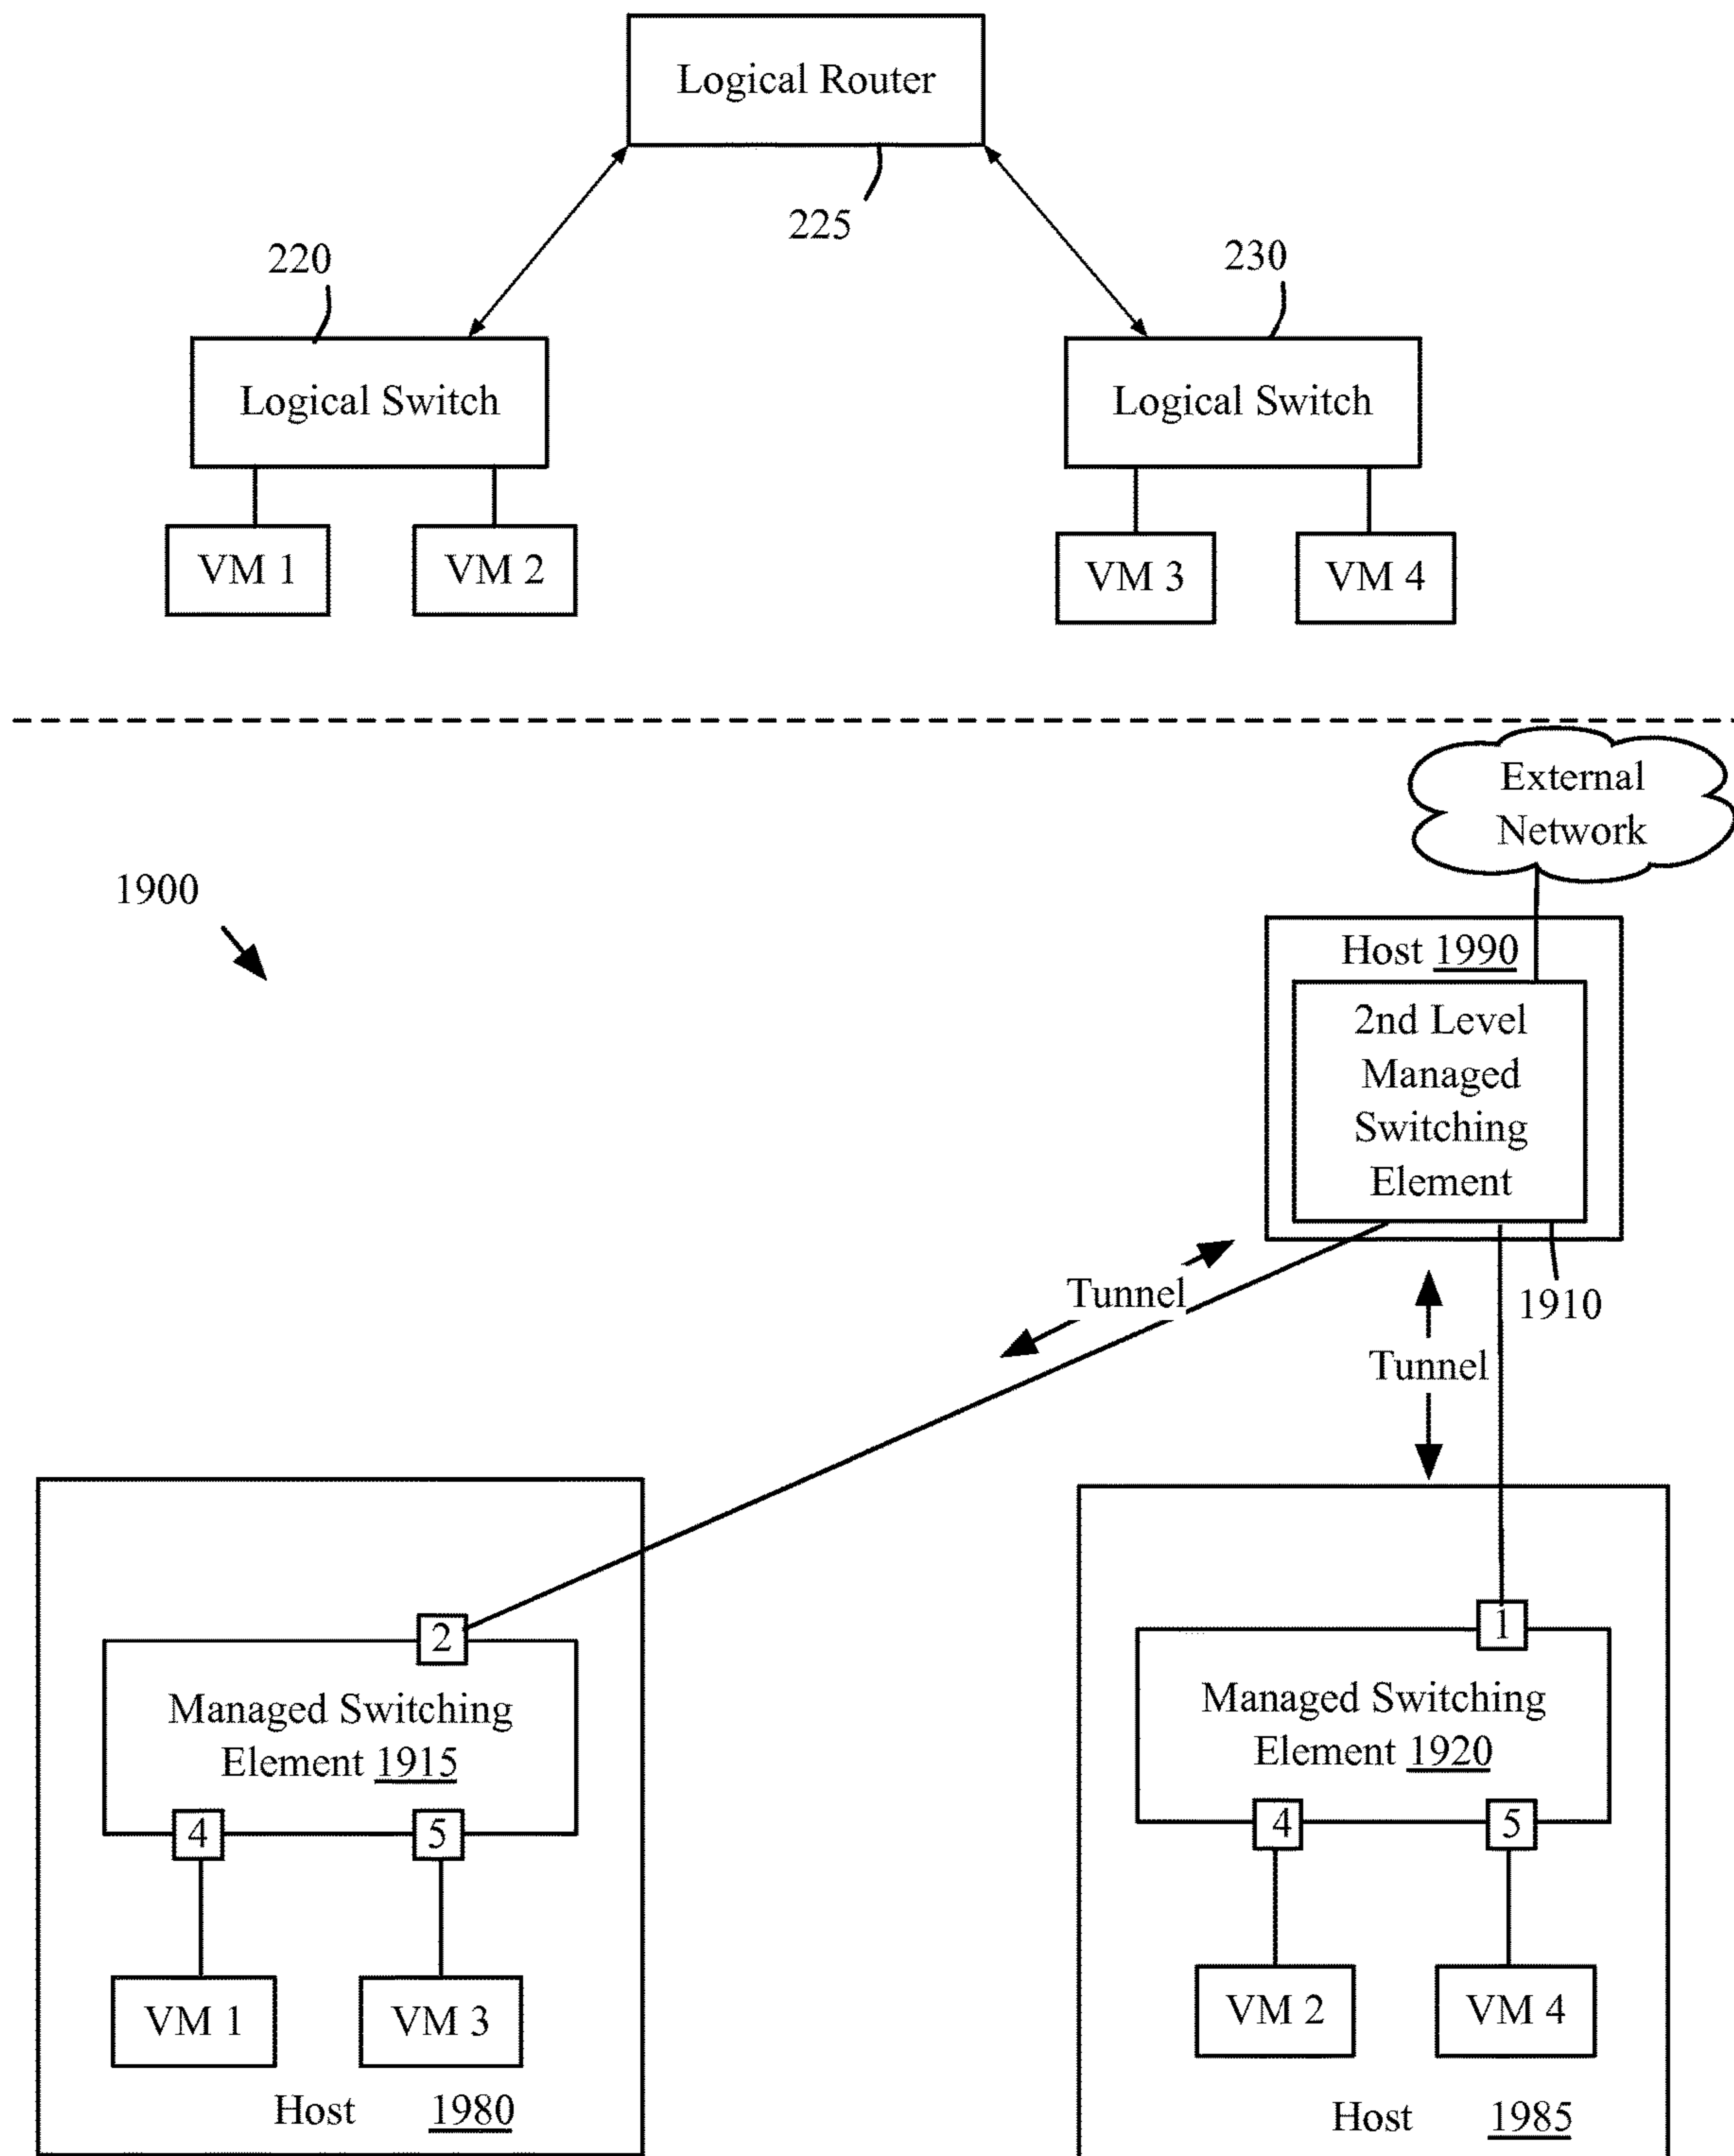 Logical Router
225
220
230
Logical Switch
Logical Switch
VM 1
VM 2
VM 3
VM 4
External
Network
1900
Host 1990
2nd Level
Managed
Switching
Element
1910
Tunnel
Tunnel
2
Managed Switching
Element 1915
4
5
VM 1
VM 3
Host 1980
1
Managed Switching
Element 1920
4
5
VM 2
VM 4
Host 1985